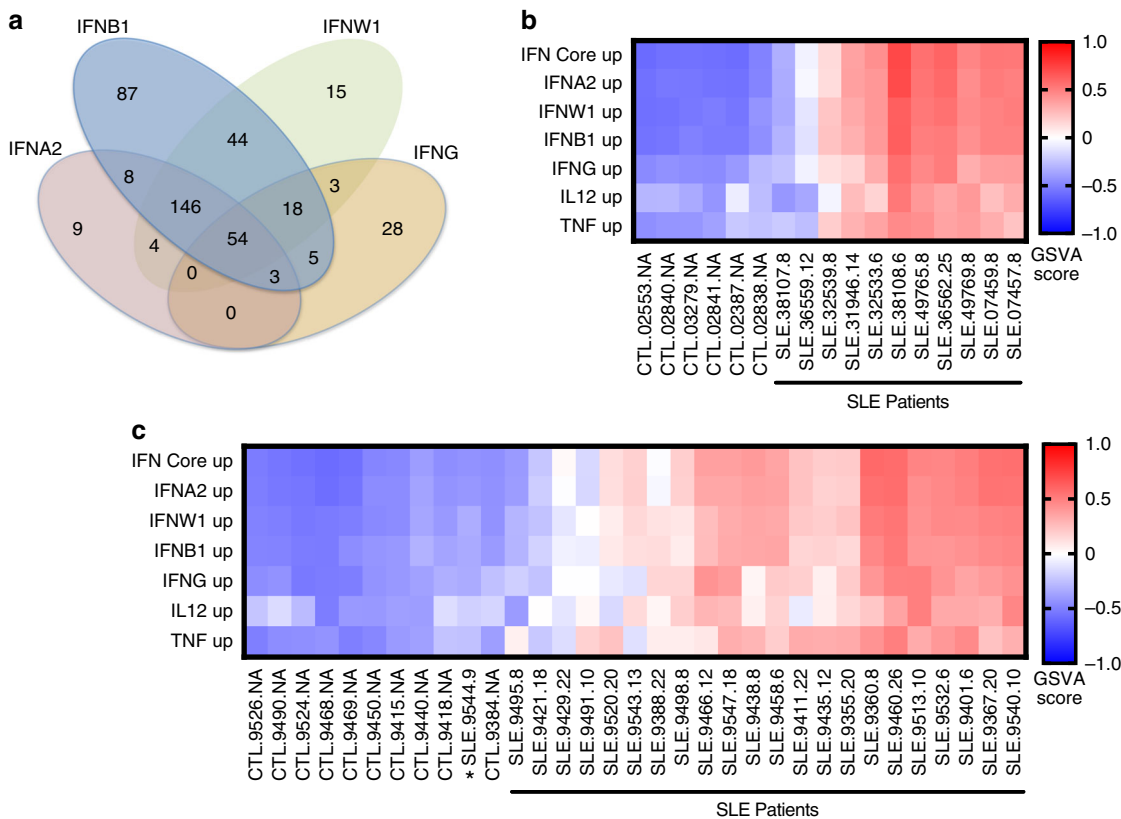 a
IFNB1
IFNW1
87
15
44
IFNA2
IFNG
8
3
146
18
9
54
28
4
5
0
3
0
b
IFN Core up
IFNA2 up
IFNW1 up
IFNB1 up
IFNG up
IL12 up
TNF up
1.0
0.5
0
−0.5
−1.0
GSVA
score
CTL.02553.NA
CTL.02840.NA
CTL.03279.NA
CTL.02841.NA
CTL.02387.NA
CTL.02838.NA
SLE.38107.8
SLE.36559.12
SLE.32539.8
SLE.31946.14
SLE.32533.6
SLE.38108.6
SLE.49765.8
SLE.36562.25
SLE.49769.8
SLE.07459.8
SLE.07457.8
SLE Patients
c
IFN Core up
IFNA2 up
IFNW1 up
IFNB1 up
IFNG up
IL12 up
TNF up
1.0
0.5
0
−0.5
−1.0
GSVA
score
CTL.9526.NA
CTL.9490.NA
CTL.9524.NA
CTL.9468.NA
CTL.9469.NA
CTL.9450.NA
CTL.9415.NA
CTL.9440.NA
CTL.9418.NA
* SLE.9544.9
CTL.9384.NA
SLE.9495.8
SLE.9421.18
SLE.9429.22
SLE.9491.10
SLE.9520.20
SLE.9543.13
SLE.9388.22
SLE.9498.8
SLE.9466.12
SLE.9547.18
SLE.9438.8
SLE.9458.6
SLE.9411.22
SLE.9435.12
SLE.9355.20
SLE.9360.8
SLE.9460.26
SLE.9513.10
SLE.9532.6
SLE.9401.6
SLE.9367.20
SLE.9540.10
SLE Patients